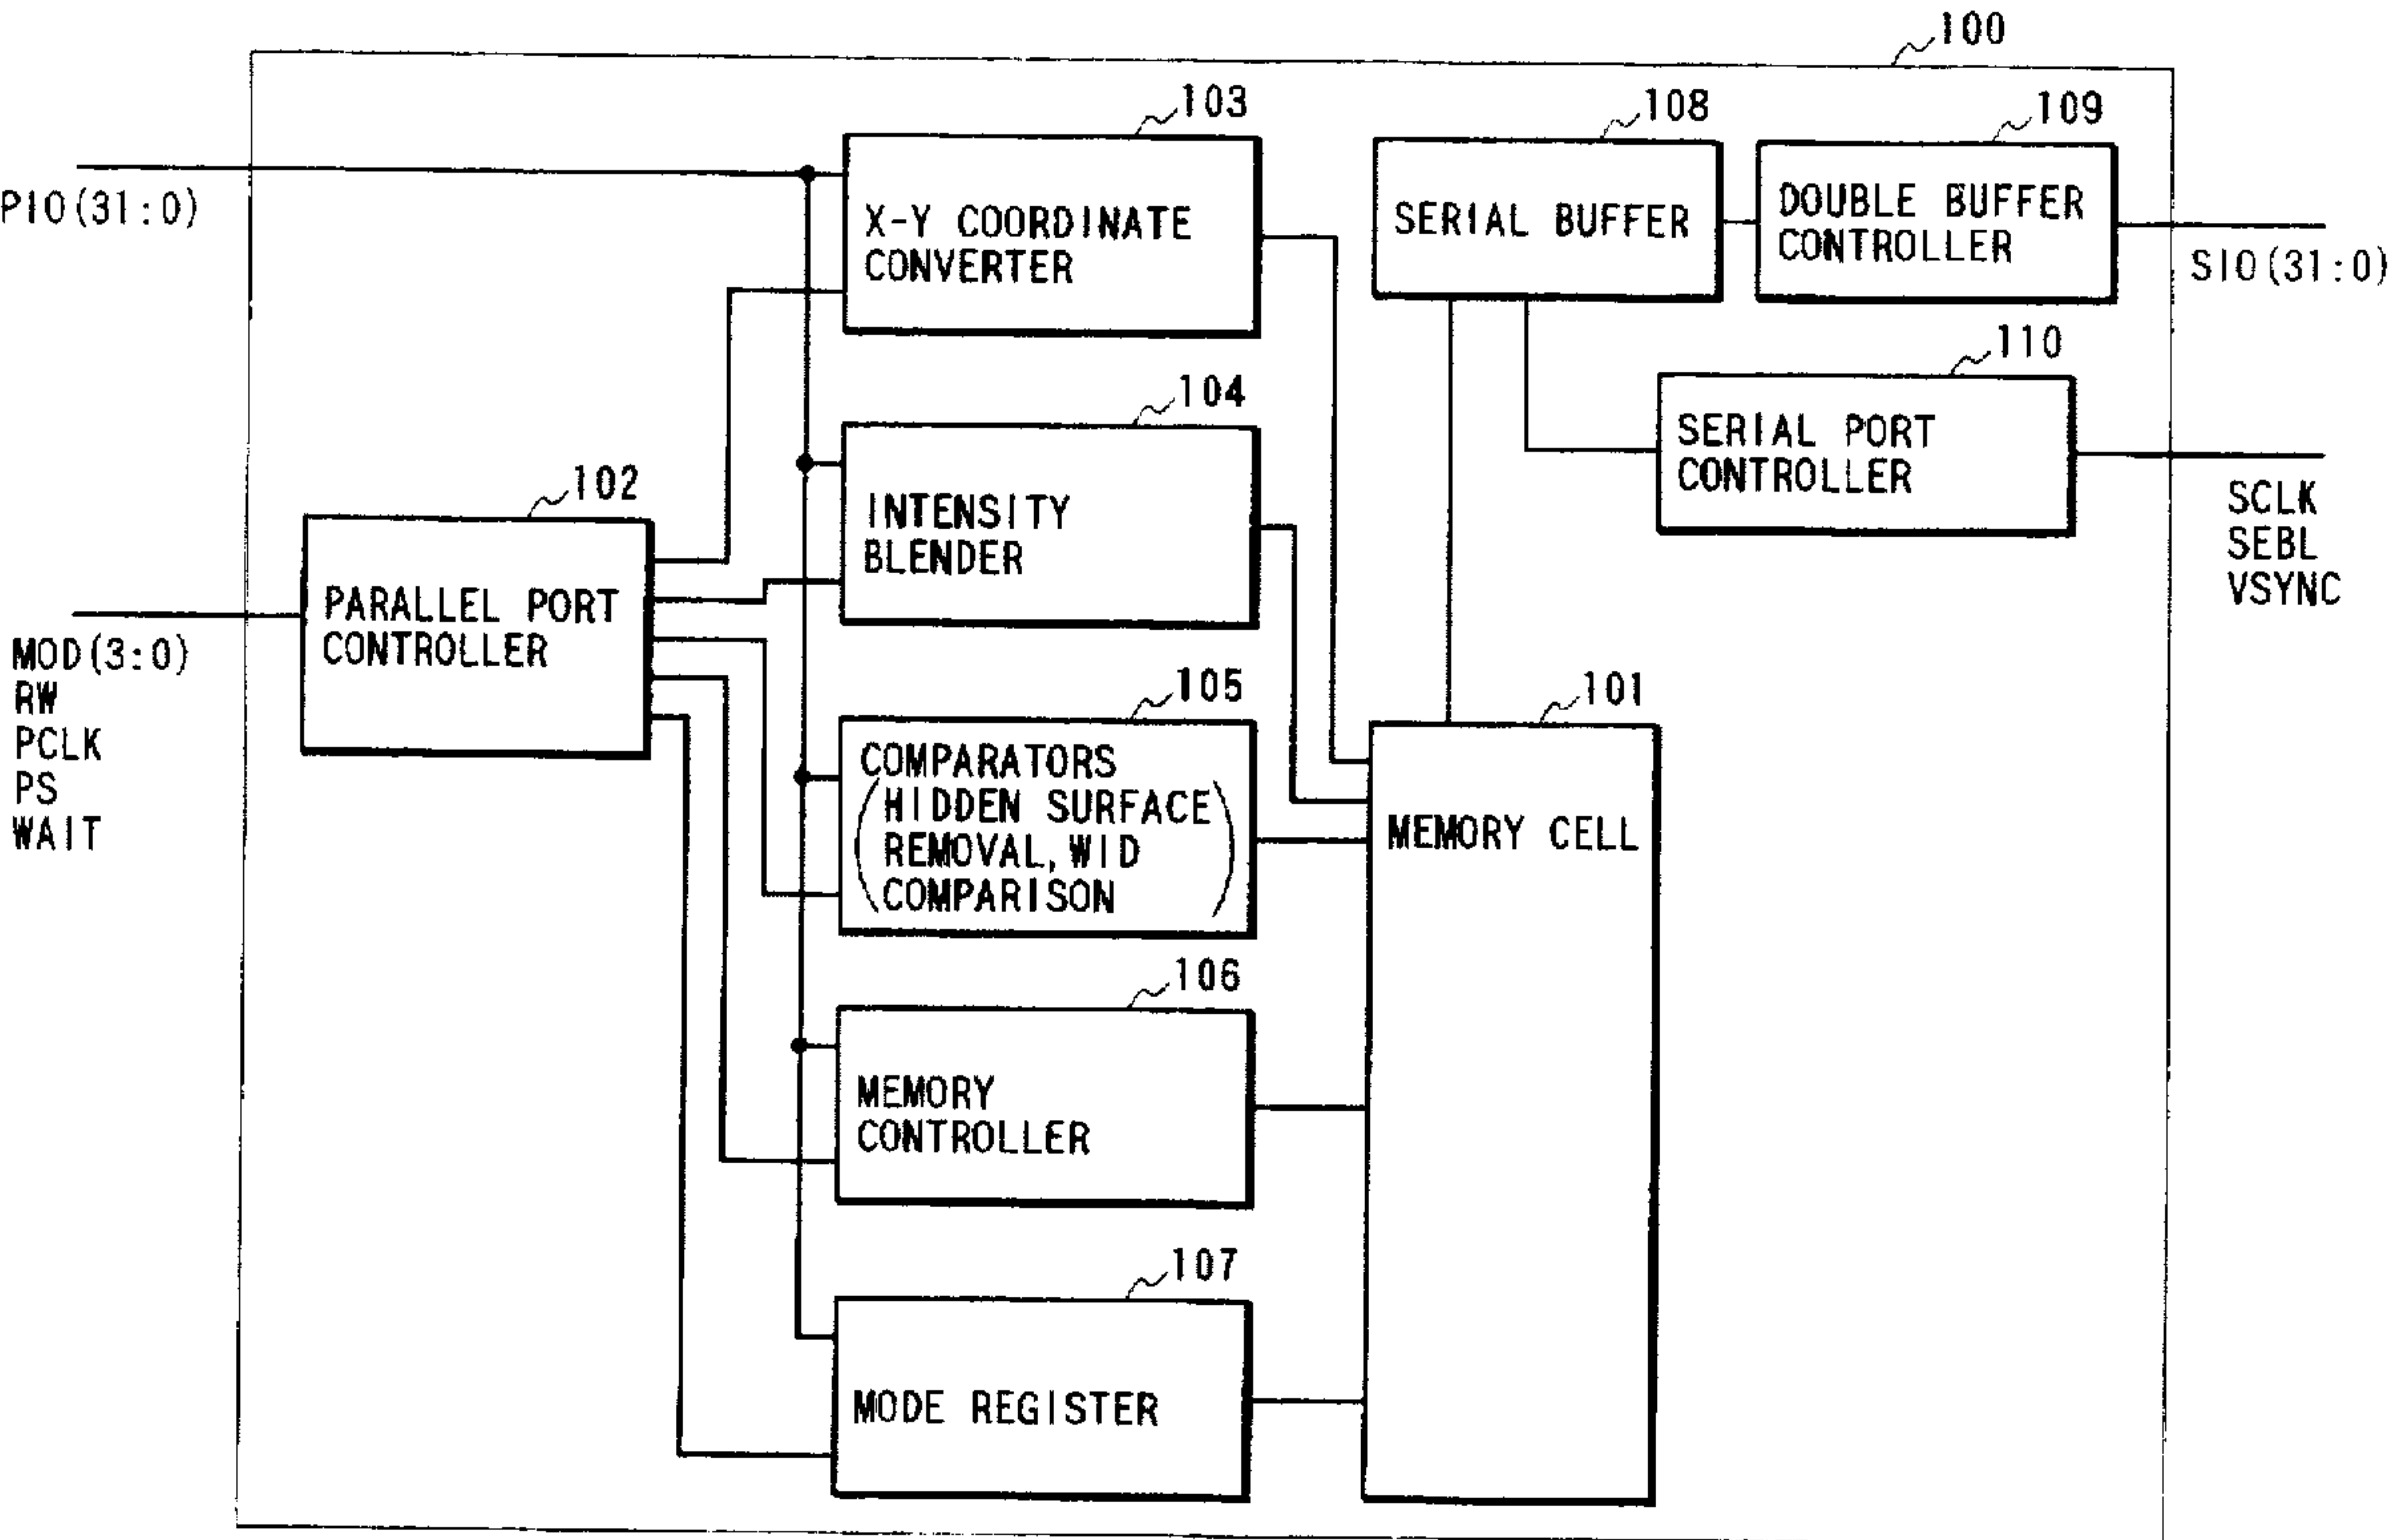 100
103
108
109
PIO(31:0)
X-Y COORDINATE
CONVERTER
SERIAL BUFFER
DOUBLE BUFFER
CONTROLLER
SIO(31:0)
110
SERIAL PORT
CONTROLLER
SCLK
SEBL
VSYNC
104
INTENSITY
BLENDER
102
PARALLEL PORT
CONTROLLER
MOD(3:0)
RW
PCLK
PS
WAIT
105
COMPARATORS
(HIDDEN SURFACE
REMOVAL, WID
COMPARISON)
101
MEMORY CELL
106
MEMORY
CONTROLLER
107
MODE REGISTER